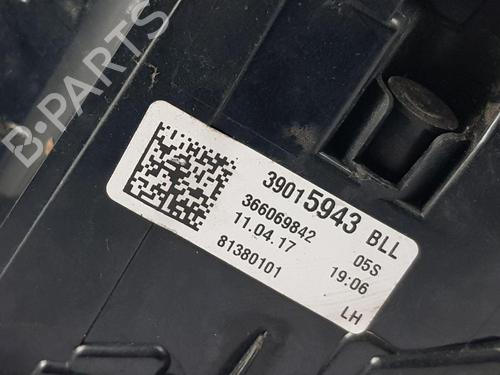 B-PARTS
39015943 BLL
366069842 05S
11.04.17 19:06
81380101 LH